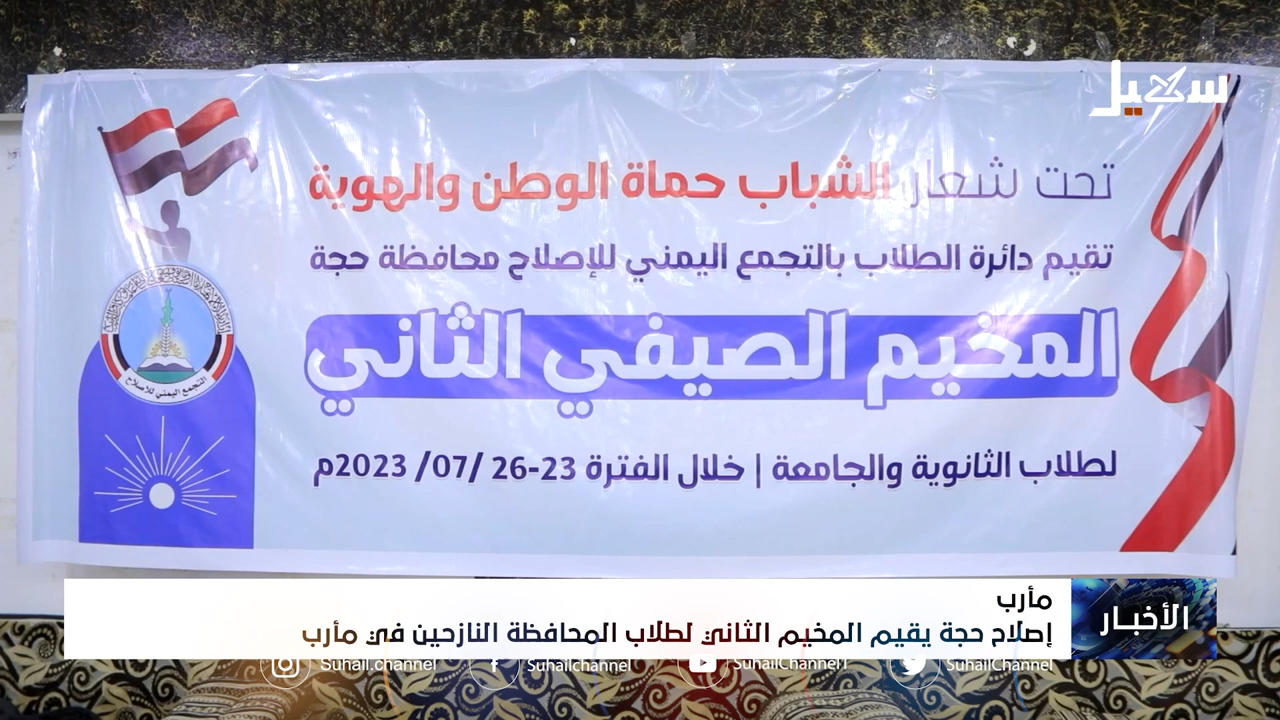 سهيل
تحت شعار الشباب حماة الوطن والهوية
تقيم دائرة الطلاب بالتجمع اليمني للإصلاح محافظة حجة
المخيم الصيفي الثاني
لطلاب الثانوية والجامعة | خلال الفترة 23-26 /07/ 2023م
التجمع اليمني للإصلاح
الأخبار
مأرب
إصلاح حجة يقيم المخيم الثاني لطلاب المحافظة النازحين في مأرب
Suhail.channel
SuhailChannel
SuhailChannel1
SuhailChannel